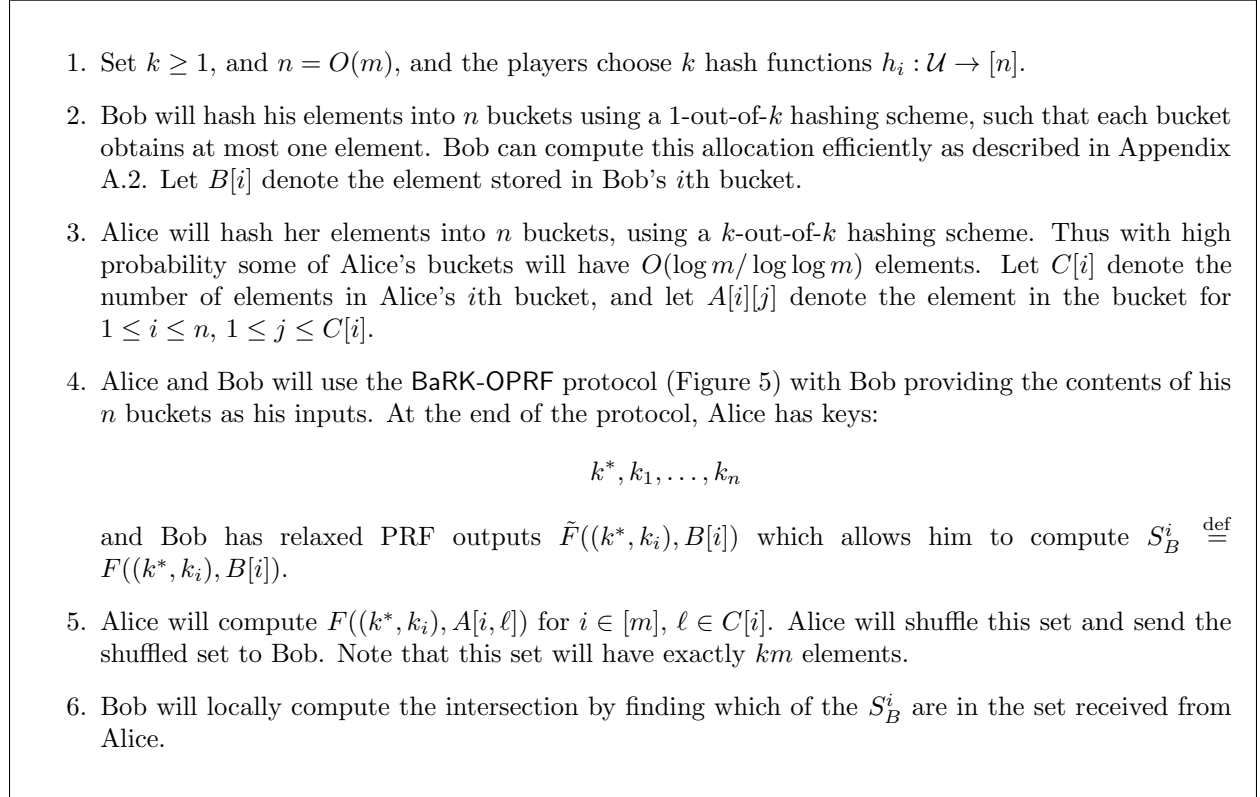 1. Set k ≥ 1, and n = O(m), and the players choose k hash functions h_i : 𝒰 → [n].
2. Bob will hash his elements into n buckets using a 1-out-of-k hashing scheme, such that each bucket
obtains at most one element. Bob can compute this allocation efficiently as described in Appendix
A.2. Let B[i] denote the element stored in Bob's ith bucket.
3. Alice will hash her elements into n buckets, using a k-out-of-k hashing scheme. Thus with high
probability some of Alice's buckets will have O(log m/ log log m) elements. Let C[i] denote the
number of elements in Alice's ith bucket, and let A[i][j] denote the element in the bucket for
1 ≤ i ≤ n, 1 ≤ j ≤ C[i].
4. Alice and Bob will use the BaRK-OPRF protocol (Figure 5) with Bob providing the contents of his
n buckets as his inputs. At the end of the protocol, Alice has keys:
k*, k_1, . . . , k_n
and Bob has relaxed PRF outputs F̃((k*, k_i), B[i]) which allows him to compute S_B^i ≝
F((k*, k_i), B[i]).
5. Alice will compute F((k*, k_i), A[i, ℓ]) for i ∈ [m], ℓ ∈ C[i]. Alice will shuffle this set and send the
shuffled set to Bob. Note that this set will have exactly km elements.
6. Bob will locally compute the intersection by finding which of the S_B^i are in the set received from
Alice.